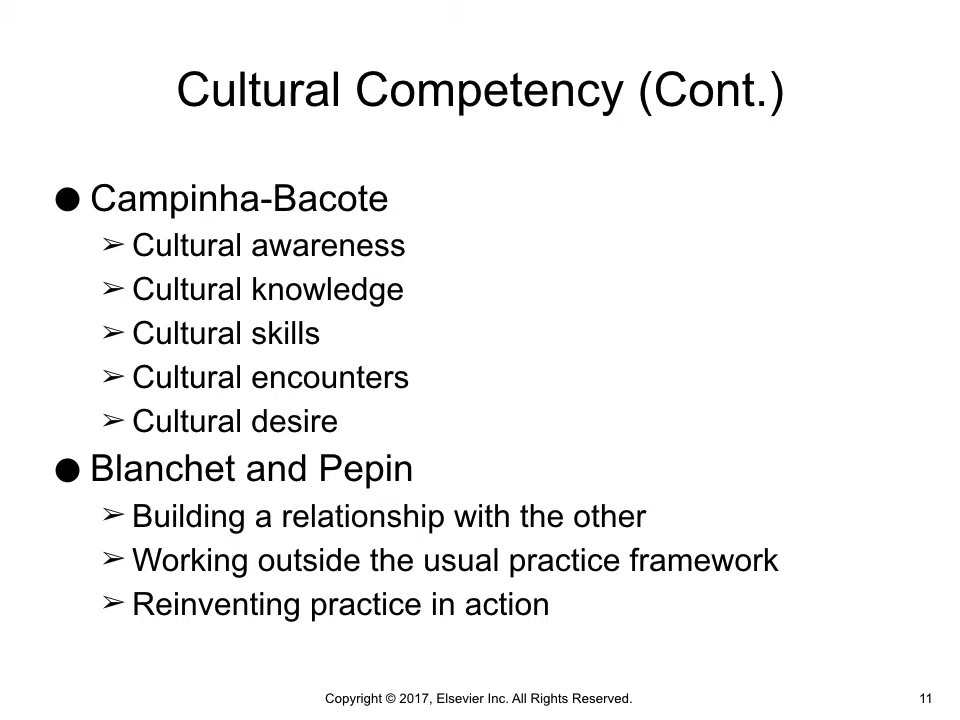 Cultural Competency (Cont.)
● Campinha-Bacote
➢ Cultural awareness
➢ Cultural knowledge
➢ Cultural skills
➢ Cultural encounters
➢ Cultural desire
● Blanchet and Pepin
➢ Building a relationship with the other
➢ Working outside the usual practice framework
➢ Reinventing practice in action
Copyright © 2017, Elsevier Inc. All Rights Reserved. 11